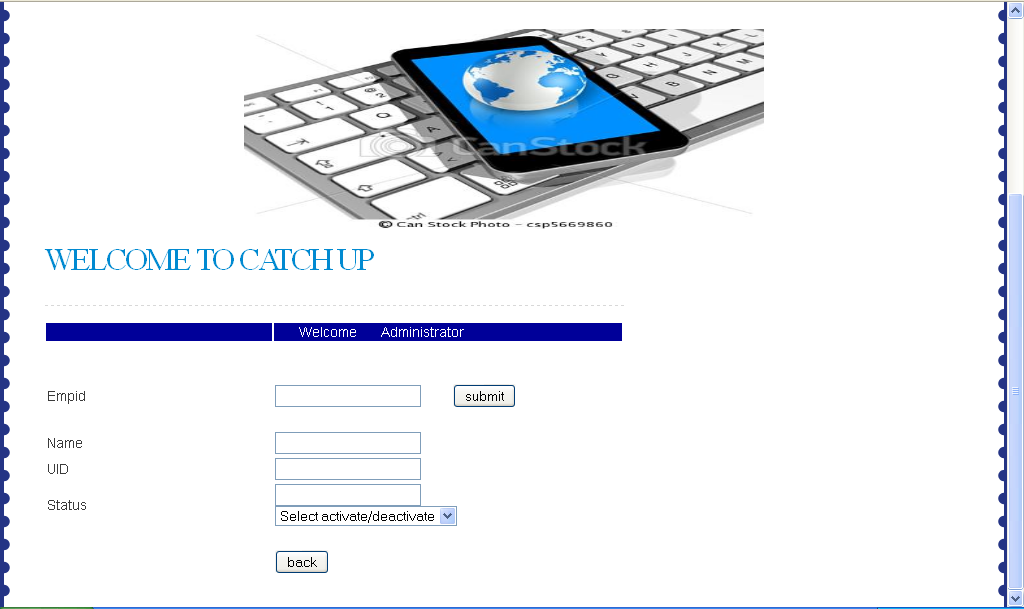 CanStock
© Can Stock Photo - csp5669860
WELCOME TO CATCH UP
Welcome Administrator
Empid submit
Name
UID
Status
Select activate/deactivate
back